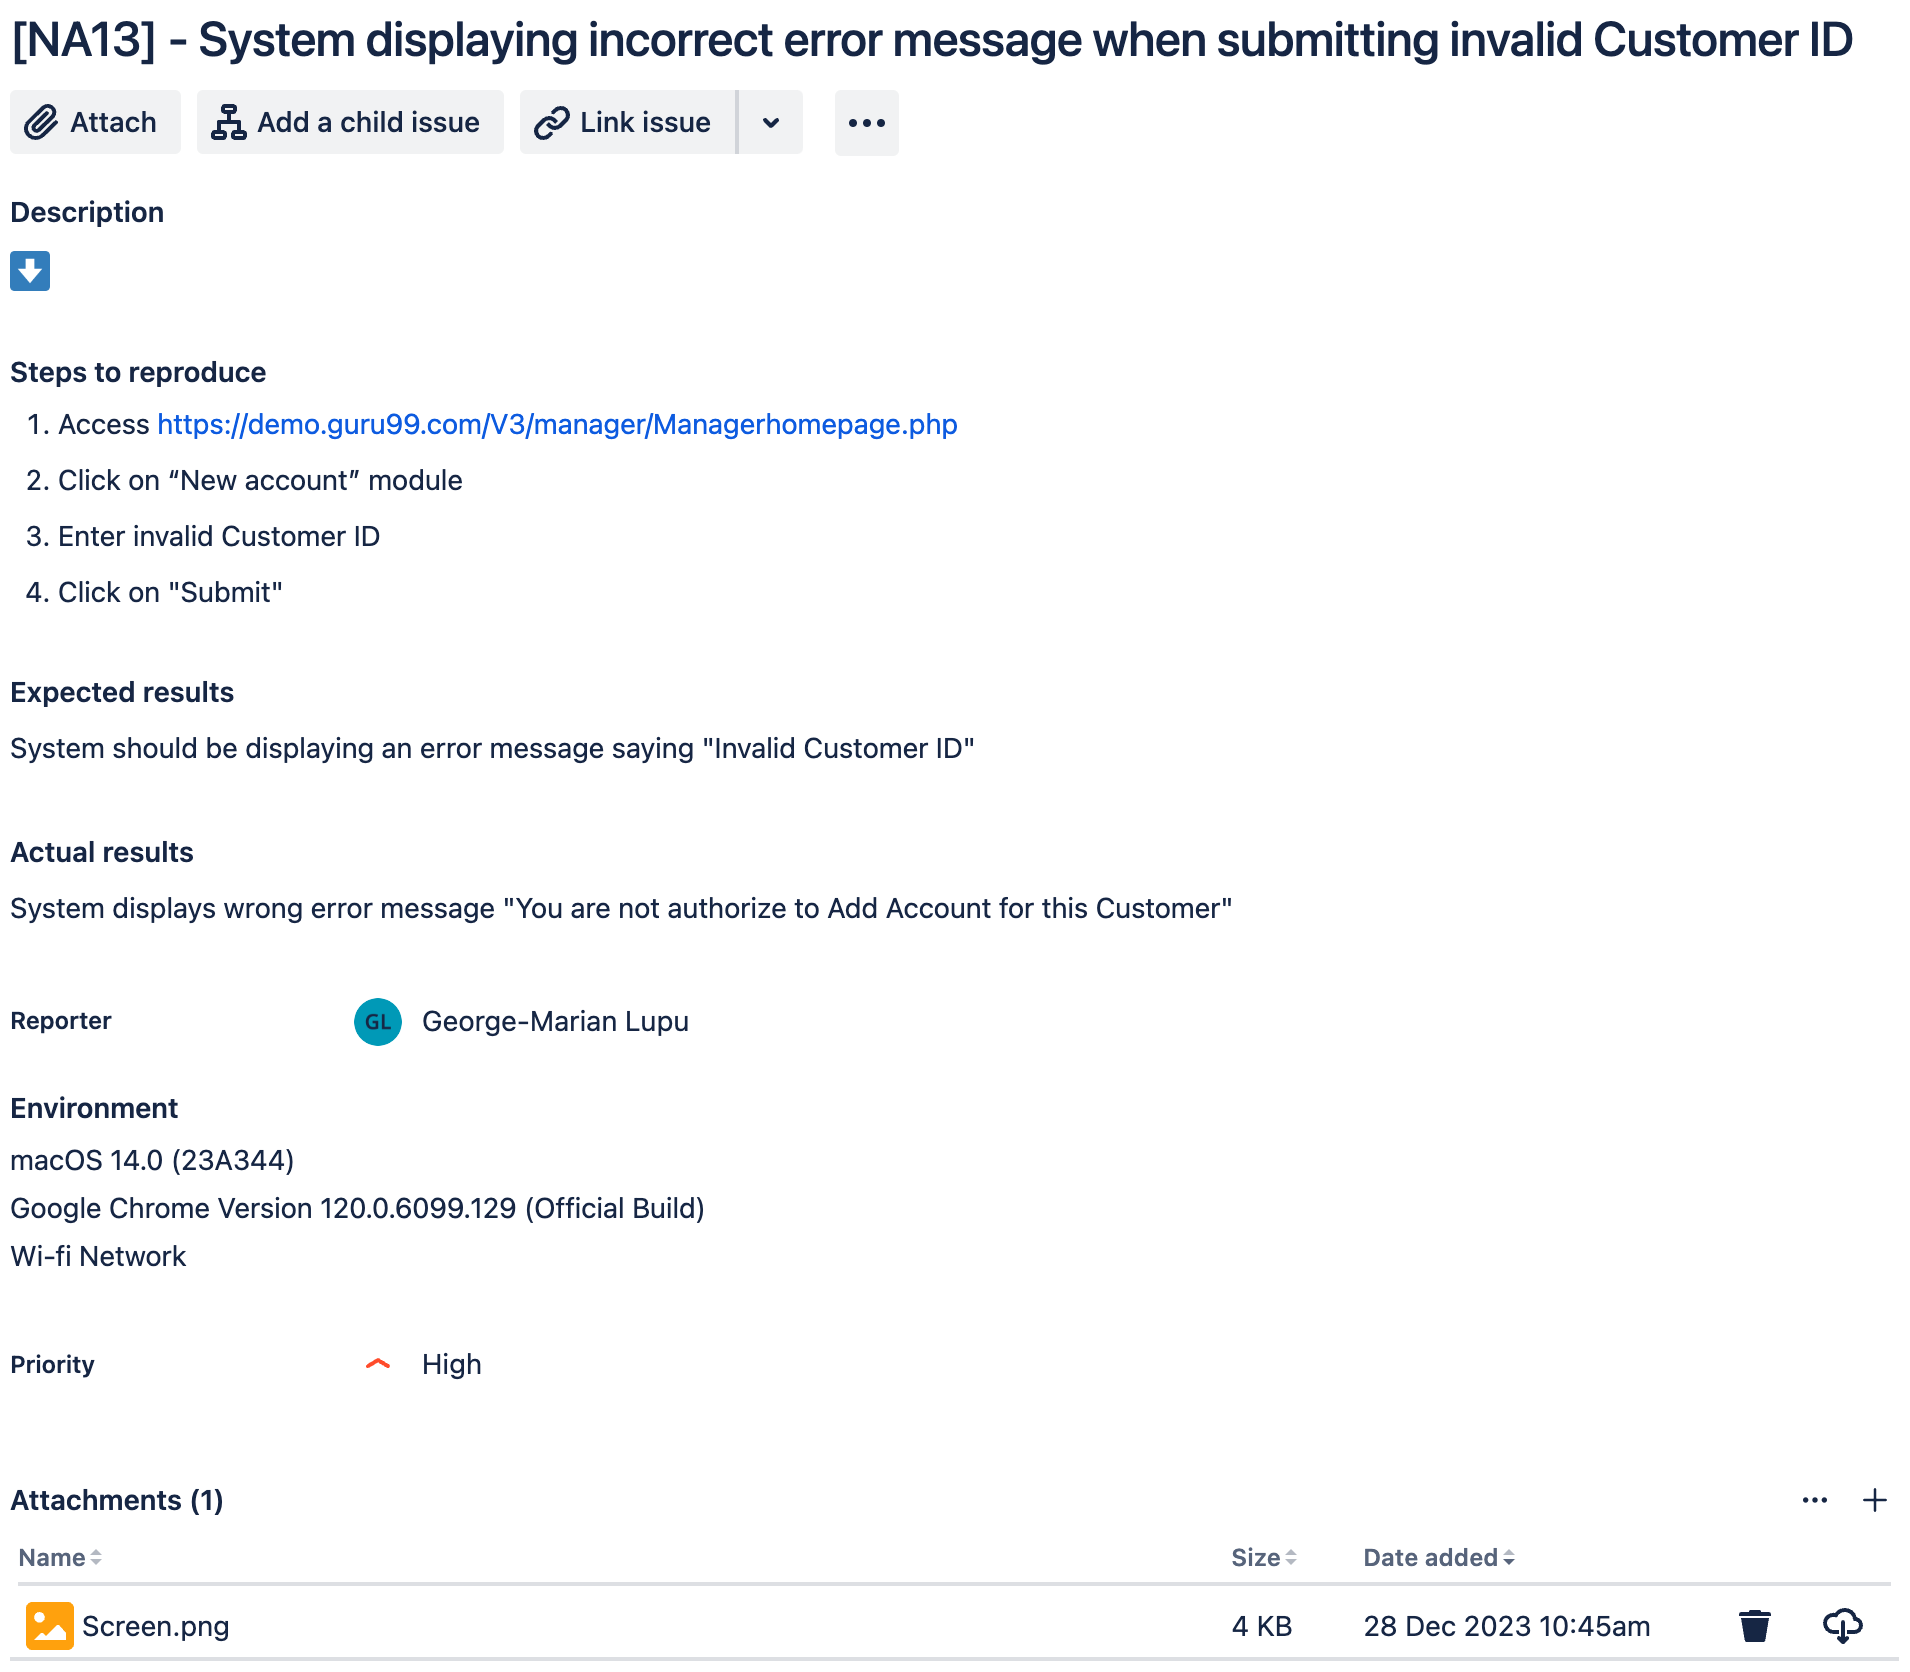 [NA13] - System displaying incorrect error message when submitting invalid Customer ID
Attach Add a child issue Link issue
Description
Steps to reproduce
1. Access https://demo.guru99.com/V3/manager/Managerhomepage.php
2. Click on “New account” module
3. Enter invalid Customer ID
4. Click on "Submit"
Expected results
System should be displaying an error message saying "Invalid Customer ID"
Actual results
System displays wrong error message "You are not authorize to Add Account for this Customer"
Reporter GL George-Marian Lupu
Environment
macOS 14.0 (23A344)
Google Chrome Version 120.0.6099.129 (Official Build)
Wi-fi Network
Priority High
Attachments (1)
Name Size Date added
Screen.png 4 KB 28 Dec 2023 10:45am